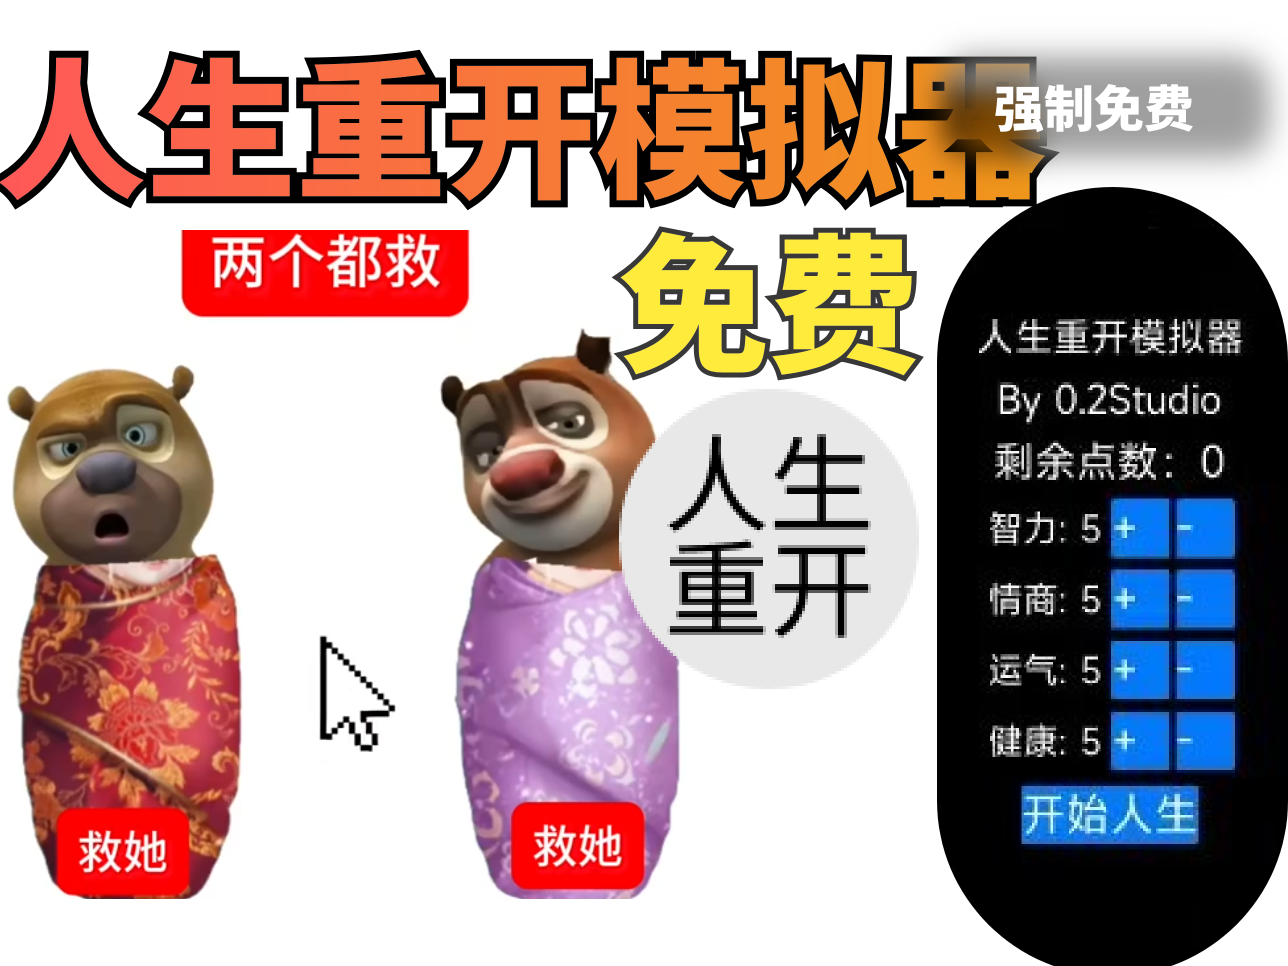 人生重开模拟器
强制免费
两个都救
免费
人生
重开
救她
救她
人生重开模拟器
By 0.2Studio
剩余点数：0
智力: 5 + -
情商: 5 + -
运气: 5 + -
健康: 5 + -
开始人生